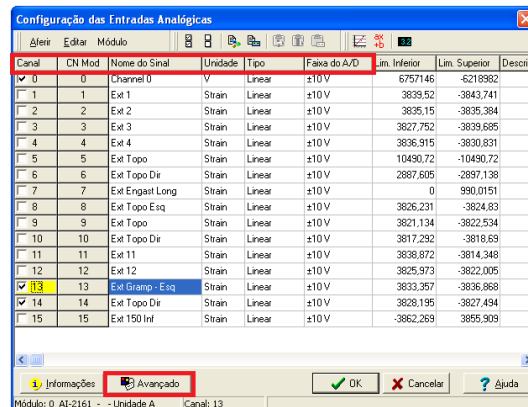 Configuração das Entradas Analógicas
Aferir Editar Módulo
Canal CN Mod Nome do Sinal Unidade Tipo Faixa do A/D Lim. Inferior Lim. Superior Descri
0 0 Channel 0 V Linear ±10 V 6757146 -6218982
1 1 Ext 1 Strain Linear ±10 V 3839,52 -3843,741
2 2 Ext 2 Strain Linear ±10 V 3835,15 -3835,384
3 3 Ext 3 Strain Linear ±10 V 3827,752 -3839,685
4 4 Ext 4 Strain Linear ±10 V 3836,915 -3830,831
5 5 Ext Topo Strain Linear ±10 V 10490,72 -10490,72
6 6 Ext Topo Dir Strain Linear ±10 V 2887,605 -2897,138
7 7 Ext Engast Long Strain Linear ±10 V 0 990,0151
8 8 Ext Topo Esq Strain Linear ±10 V 3826,231 -3824,83
9 9 Ext Topo Strain Linear ±10 V 3821,134 -3822,534
10 10 Ext Topo Dir Strain Linear ±10 V 3817,292 -3818,69
11 11 Ext 11 Strain Linear ±10 V 3838,872 -3814,348
12 12 Ext 12 Strain Linear ±10 V 3825,973 -3822,005
13 13 Ext Gramp - Esq Strain Linear ±10 V 3833,357 -3836,868
14 14 Ext Topo Dir Strain Linear ±10 V 3828,195 -3827,494
15 15 Ext 150 Inf Strain Linear ±10 V -3862,269 3855,909
Informações Avançado OK Cancelar Ajuda
Módulo: 0 AI-2161 - - Unidade A Canal: 13